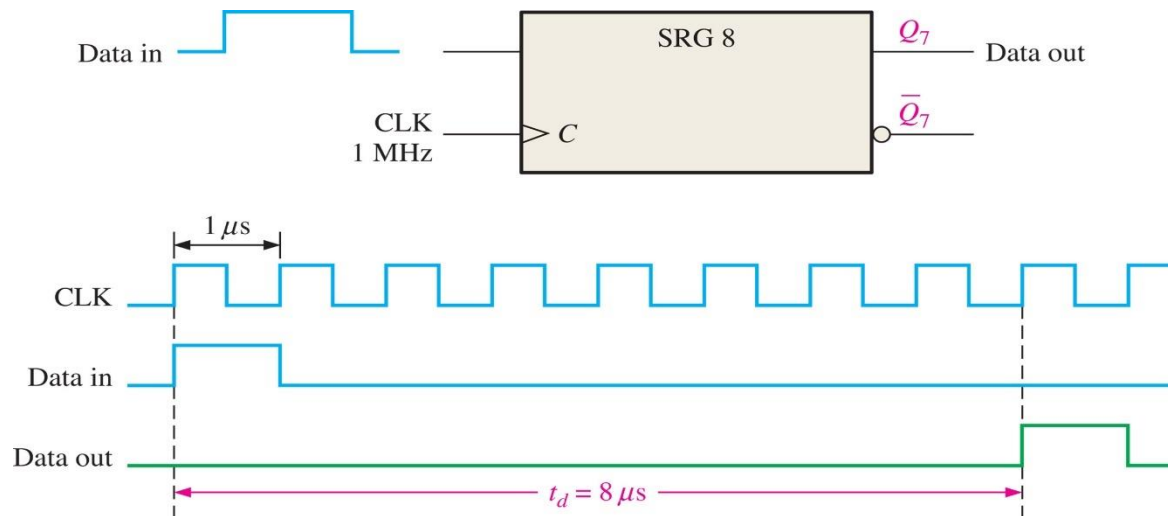 SRG 8
Data in
Q₇
Data out
CLK
1 MHz
C
Q̅₇
1 μs
CLK
Data in
Data out
t_d = 8 μs